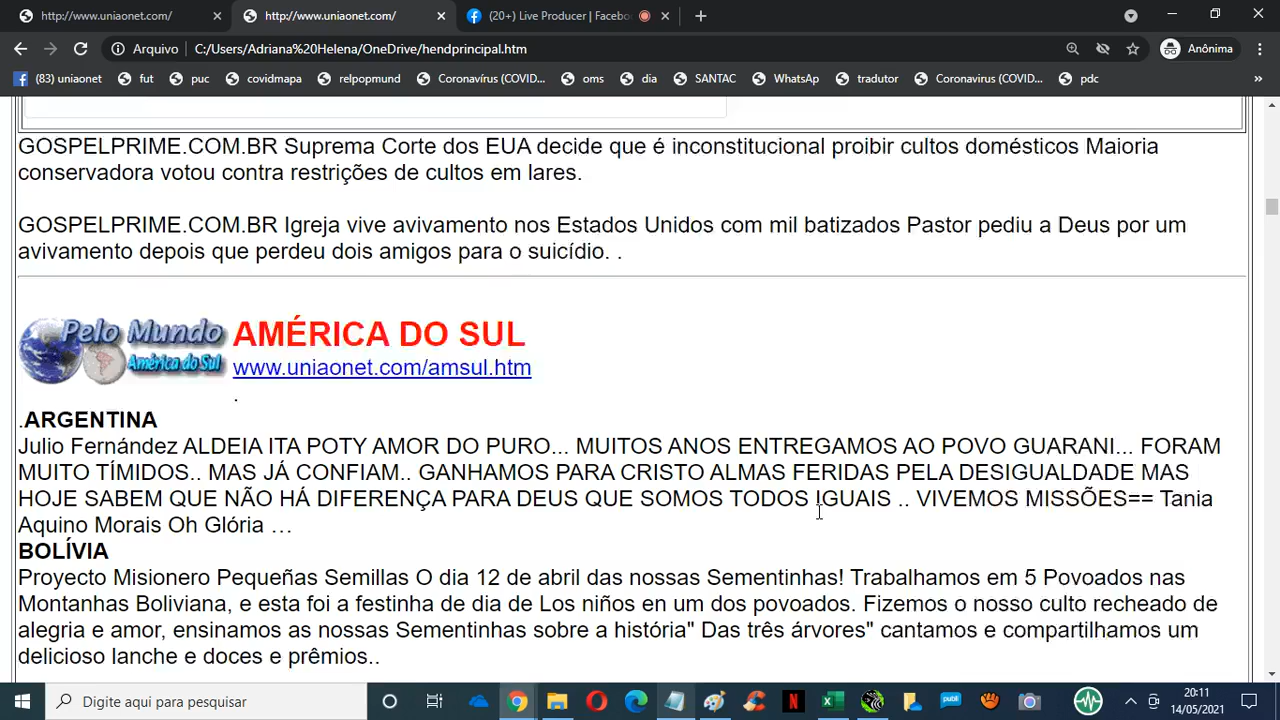 http://www.uniaonet.com/
http://www.uniaonet.com/
(20+) Live Producer | Facebo
Arquivo
C:/Users/Adriana%20Helena/OneDrive/hendprincipal.htm
Anônima
(83) uniaonet
fut
puc
covidmapa
relpopmund
Coronavírus (COVID...
oms
dia
SANTAC
WhatsApp
tradutor
Coronavirus (COVID...
pdc
»
GOSPELPRIME.COM.BR Suprema Corte dos EUA decide que é inconstitucional proibir cultos domésticos Maioria
conservadora votou contra restrições de cultos em lares.
GOSPELPRIME.COM.BR Igreja vive avivamento nos Estados Unidos com mil batizados Pastor pediu a Deus por um
avivamento depois que perdeu dois amigos para o suicídio. .
Pelo Mundo
América do Sul
AMÉRICA DO SUL
www.uniaonet.com/amsul.htm
.
.ARGENTINA
Julio Fernández ALDEIA ITA POTY AMOR DO PURO... MUITOS ANOS ENTREGAMOS AO POVO GUARANI... FORAM
MUITO TÍMIDOS.. MAS JÁ CONFIAM.. GANHAMOS PARA CRISTO ALMAS FERIDAS PELA DESIGUALDADE MAS
HOJE SABEM QUE NÃO HÁ DIFERENÇA PARA DEUS QUE SOMOS TODOS IGUAIS .. VIVEMOS MISSÕES== Tania
Aquino Morais Oh Glória …
BOLÍVIA
Proyecto Misionero Pequeñas Semillas O dia 12 de abril das nossas Sementinhas! Trabalhamos em 5 Povoados nas
Montanhas Boliviana, e esta foi a festinha de dia de Los niños en um dos povoados. Fizemos o nosso culto recheado de
alegria e amor, ensinamos as nossas Sementinhas sobre a história" Das três árvores" cantamos e compartilhamos um
delicioso lanche e doces e prêmios..
Digite aqui para pesquisar
publi
20:11
14/05/2021